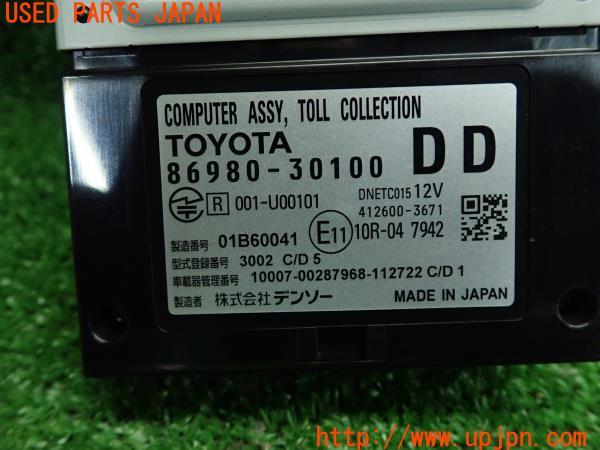 USED PARTS JAPAN
COMPUTER ASSY, TOLL COLLECTION
TOYOTA
86980-30100 DD
R 001-U00101 DNETC015 12V
412600-3671
製造番号 01B60041 E11 10R-04 7942
型式登録番号 3002 C/D 5
車載器管理番号 10007-00287968-112722 C/D 1
製造者 株式会社デンソー MADE IN JAPAN
http://www.upjpn.com